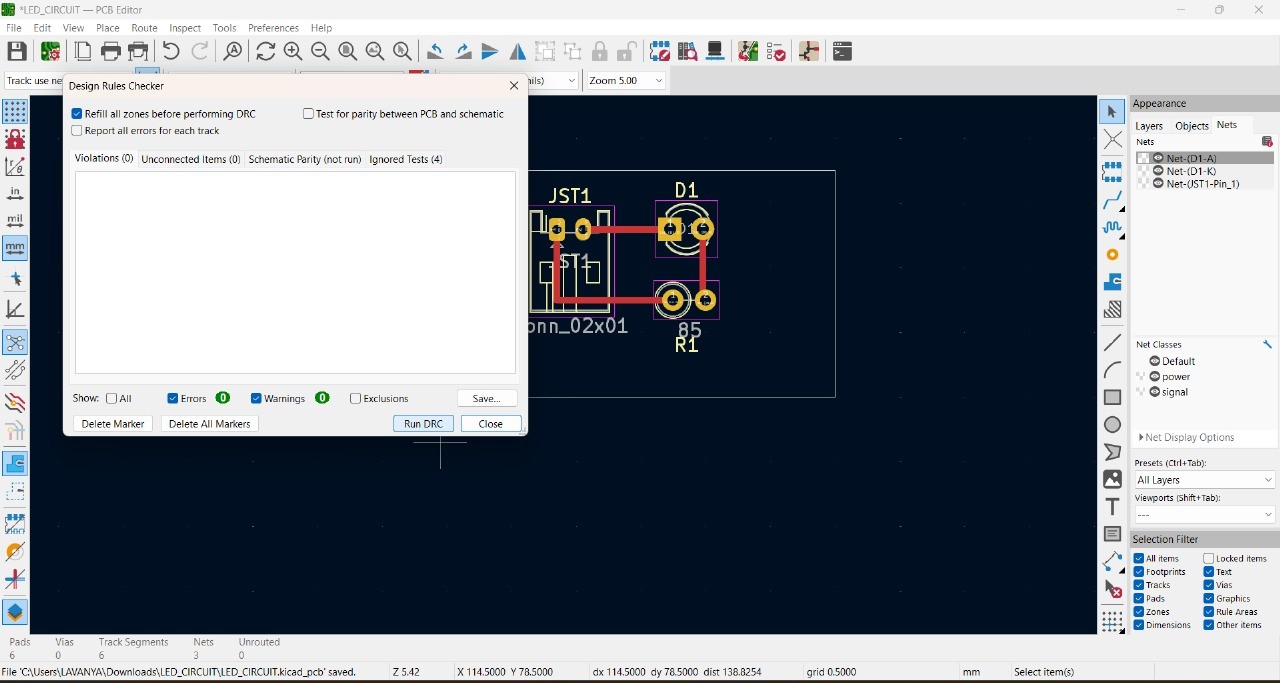 *LED_CIRCUIT — PCB Editor
File Edit View Place Route Inspect Tools Preferences Help
Track: use ne
ils) Zoom 5.00
Design Rules Checker
Refill all zones before performing DRC
Test for parity between PCB and schematic
Report all errors for each track
Violations (0) Unconnected Items (0) Schematic Parity (not run) Ignored Tests (4)
Show: All Errors 0 Warnings 0 Exclusions Save...
Delete Marker Delete All Markers Run DRC Close
in
mil
mm
JST1
D1
ST1
onn_02x01
85
R1
Appearance
Layers Objects Nets
Nets
Net-(D1-A)
Net-(D1-K)
Net-(JST1-Pin_1)
Net Classes
Default
power
signal
Net Display Options
Presets (Ctrl+Tab):
All Layers
Viewports (Shift+Tab):
---
Selection Filter
All items Locked items
Footprints Text
Tracks Vias
Pads Graphics
Zones Rule Areas
Dimensions Other items
Pads Vias Track Segments Nets Unrouted
6 0 6 3 0
File 'C:\Users\LAVANYA\Downloads\LED_CIRCUIT\LED_CIRCUIT.kicad_pcb' saved. Z 5.42 X 114.5000 Y 78.5000 dx 114.5000 dy 78.5000 dist 138.8254 grid 0.5000 mm Select item(s)